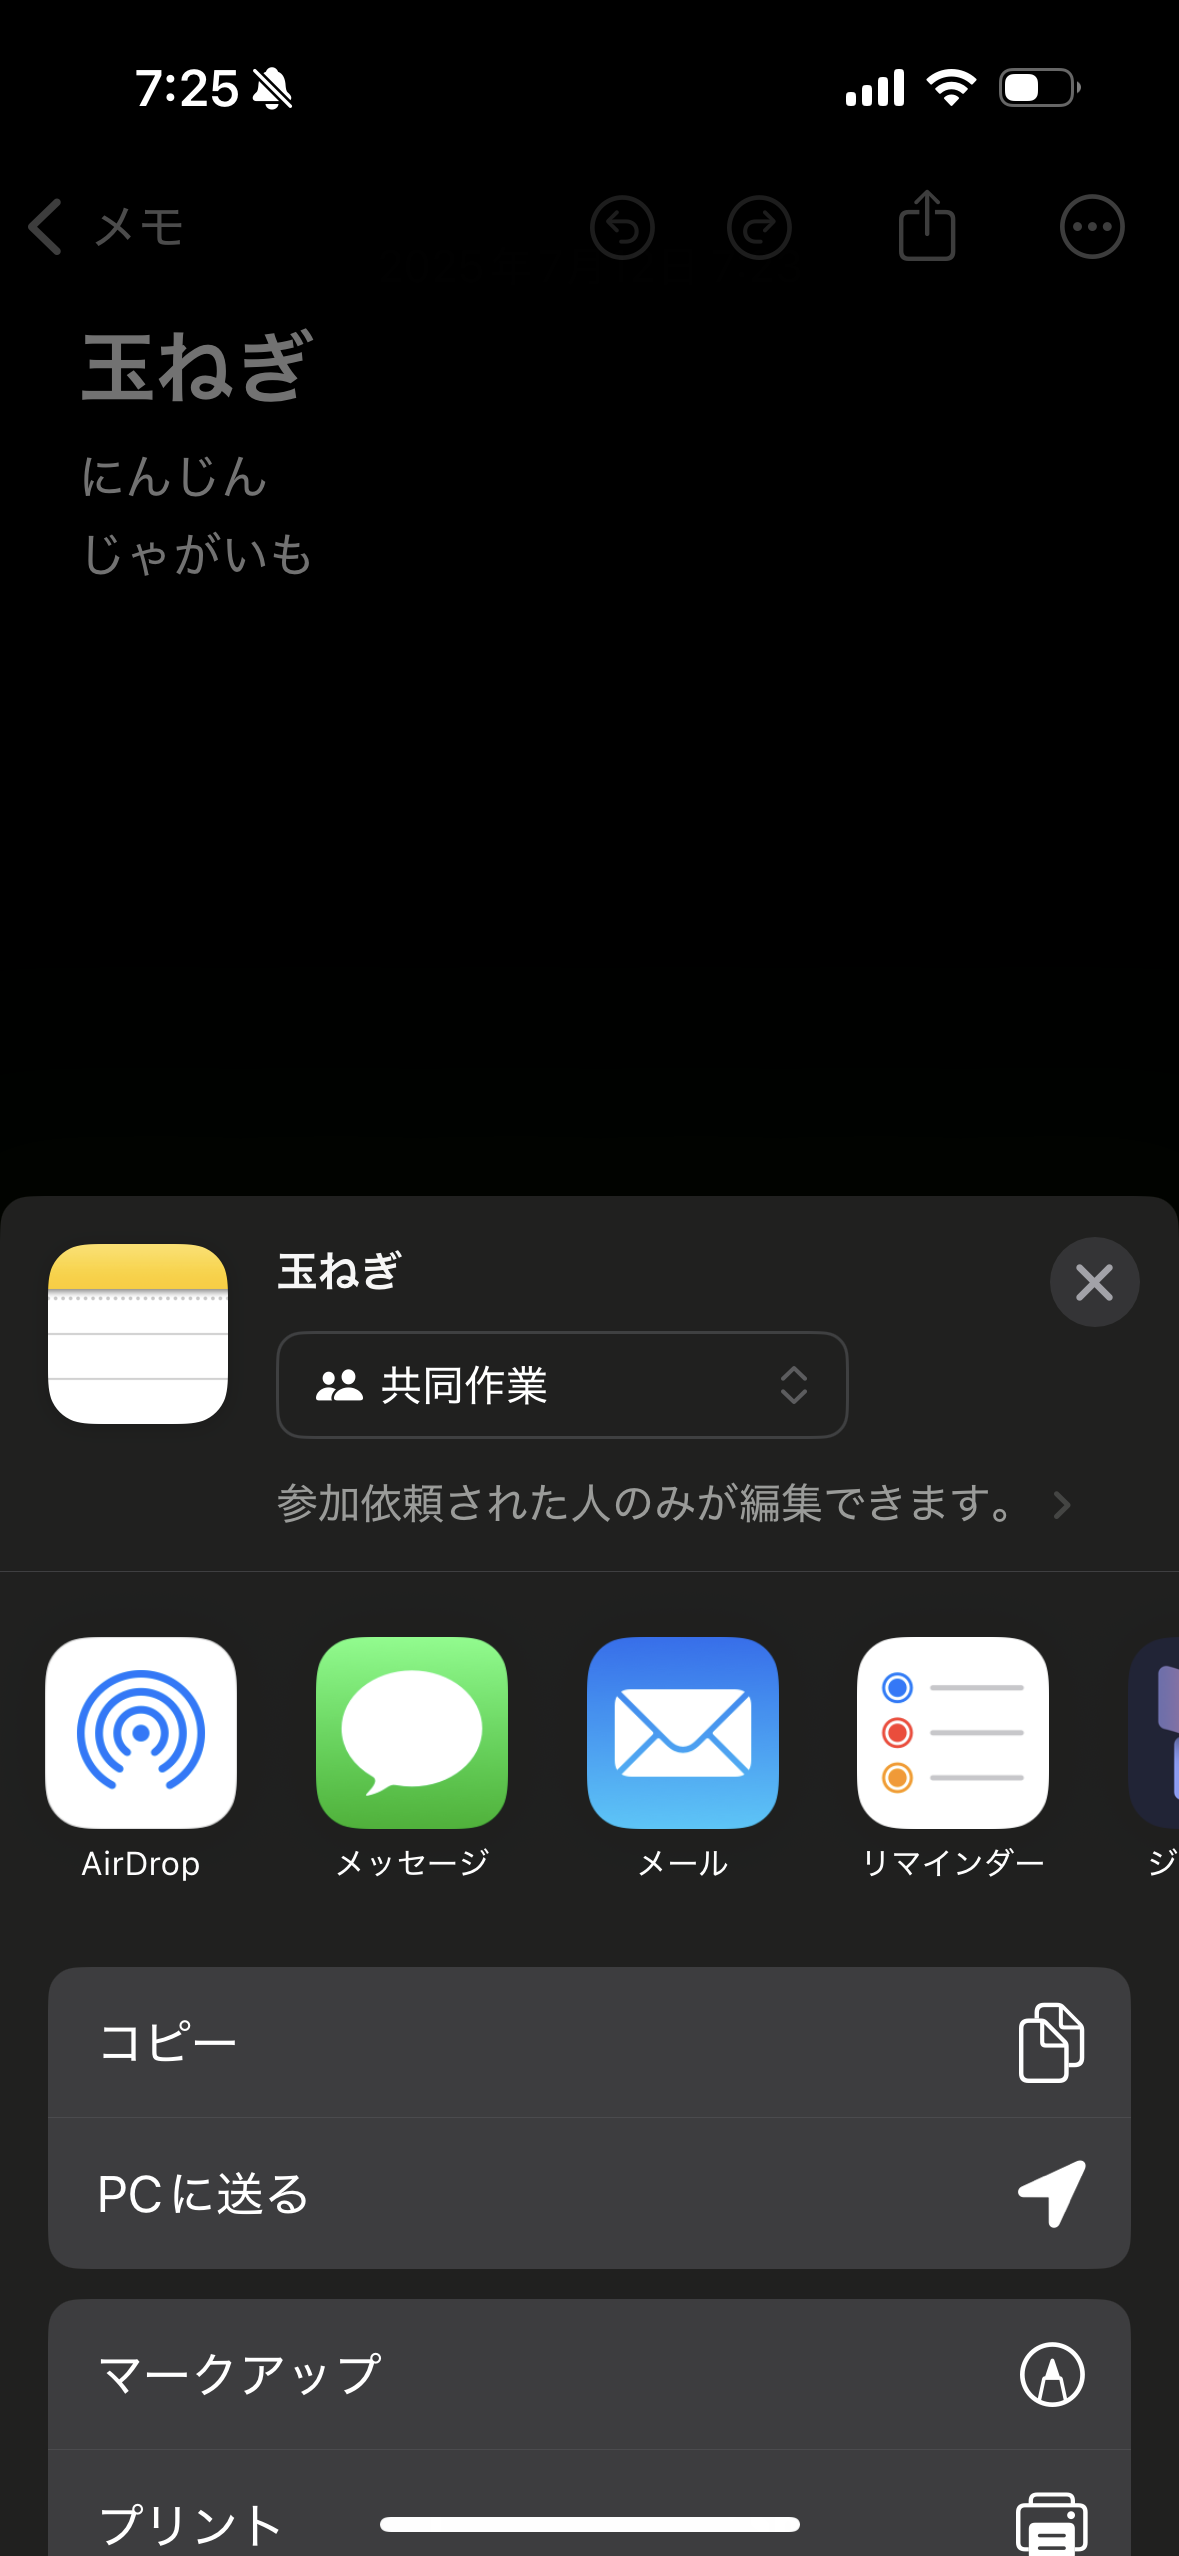 7:25
メモ
玉ねぎ
にんじん
じゃがいも
玉ねぎ
共同作業
参加依頼された人のみが編集できます。
AirDrop
メッセージ
メール
リマインダー
ジ
コピー
PCに送る
マークアップ
プリント